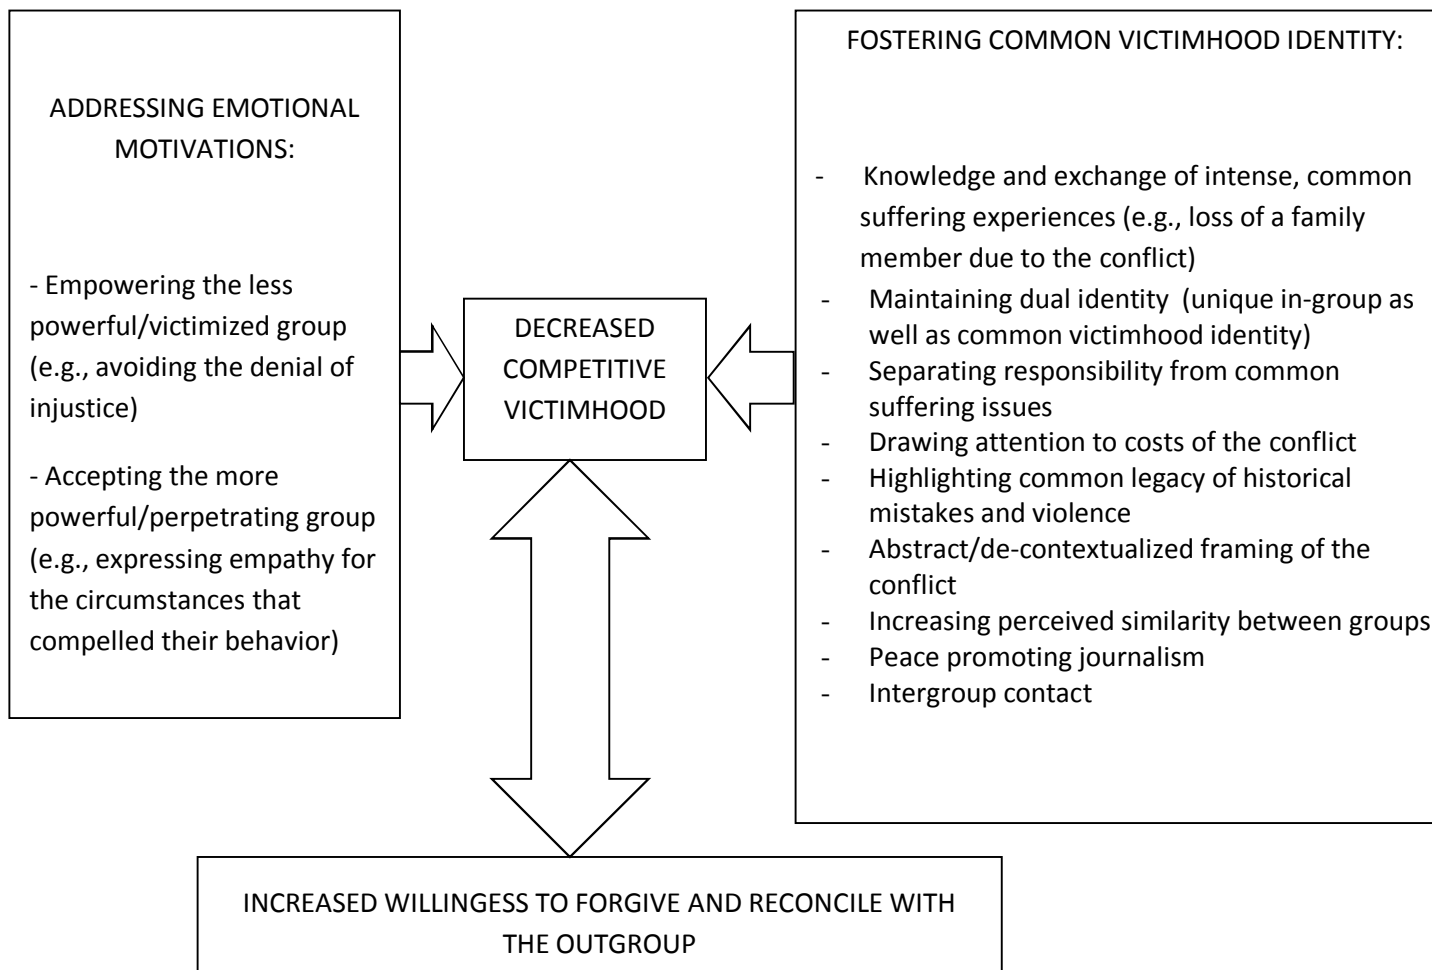 ADDRESSING EMOTIONAL
MOTIVATIONS:
- Empowering the less
powerful/victimized group
(e.g., avoiding the denial of
injustice)
- Accepting the more
powerful/perpetrating group
(e.g., expressing empathy for
the circumstances that
compelled their behavior)
DECREASED
COMPETITIVE
VICTIMHOOD
FOSTERING COMMON VICTIMHOOD IDENTITY:
- Knowledge and exchange of intense, common
suffering experiences (e.g., loss of a family
member due to the conflict)
- Maintaining dual identity (unique in-group as
well as common victimhood identity)
- Separating responsibility from common
suffering issues
- Drawing attention to costs of the conflict
- Highlighting common legacy of historical
mistakes and violence
- Abstract/de-contextualized framing of the
conflict
- Increasing perceived similarity between groups
- Peace promoting journalism
- Intergroup contact
INCREASED WILLINGESS TO FORGIVE AND RECONCILE WITH
THE OUTGROUP